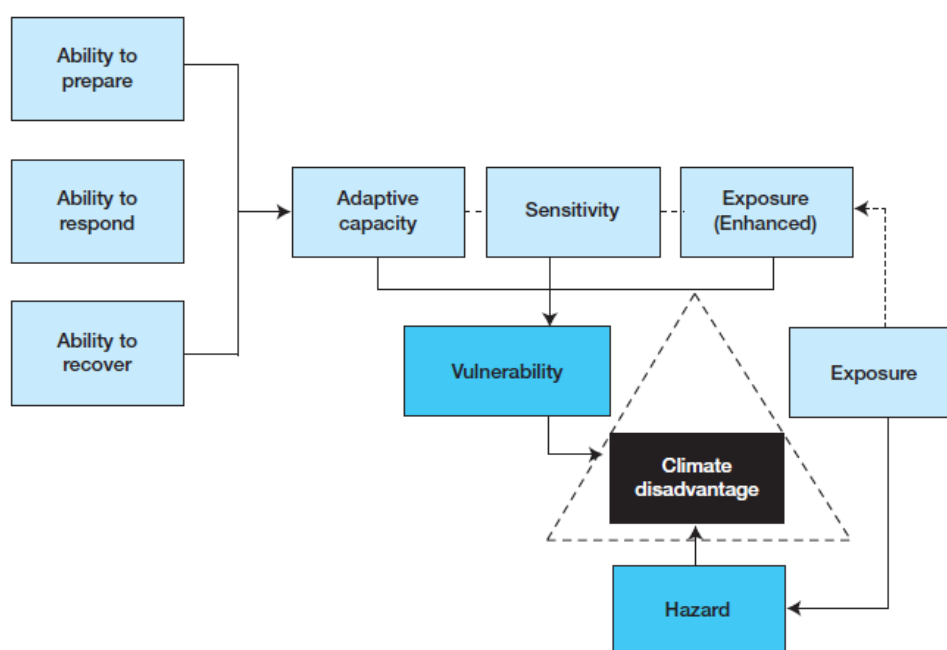 Ability to
prepare
Ability to
respond
Ability to
recover
Adaptive
capacity
Sensitivity
Exposure
(Enhanced)
Vulnerability
Exposure
Climate
disadvantage
Hazard